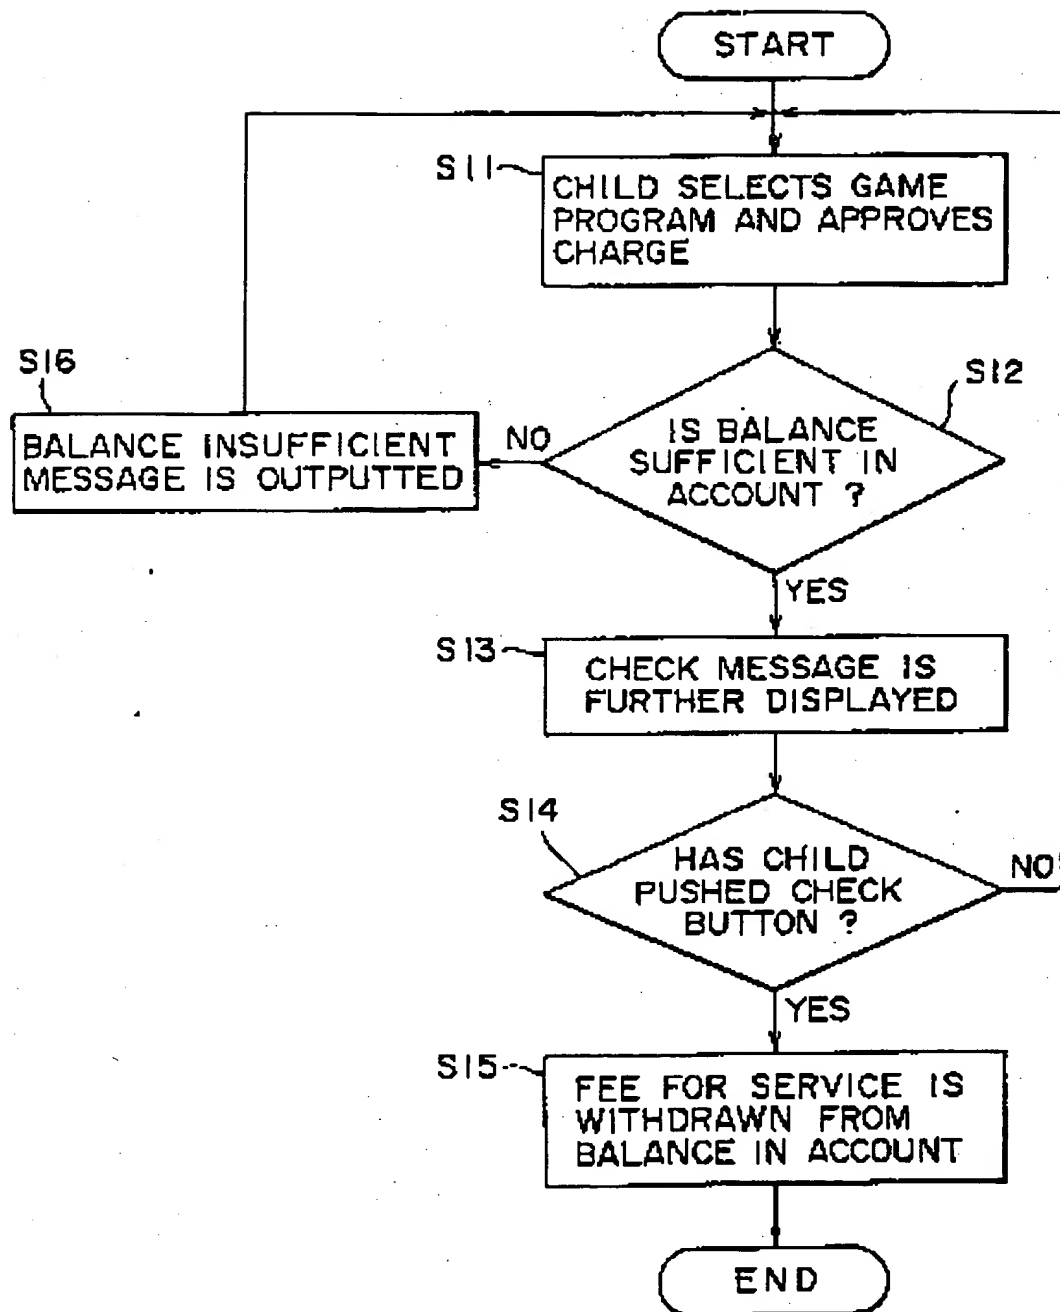 START
S11
CHILD SELECTS GAME
PROGRAM AND APPROVES
CHARGE
S16
S12
BALANCE INSUFFICIENT
MESSAGE IS OUTPUTTED
NO
IS BALANCE
SUFFICIENT IN
ACCOUNT ?
YES
S13
CHECK MESSAGE IS
FURTHER DISPLAYED
S14
HAS CHILD
PUSHED CHECK
BUTTON ?
NO
YES
S15
FEE FOR SERVICE IS
WITHDRAWN FROM
BALANCE IN ACCOUNT
END